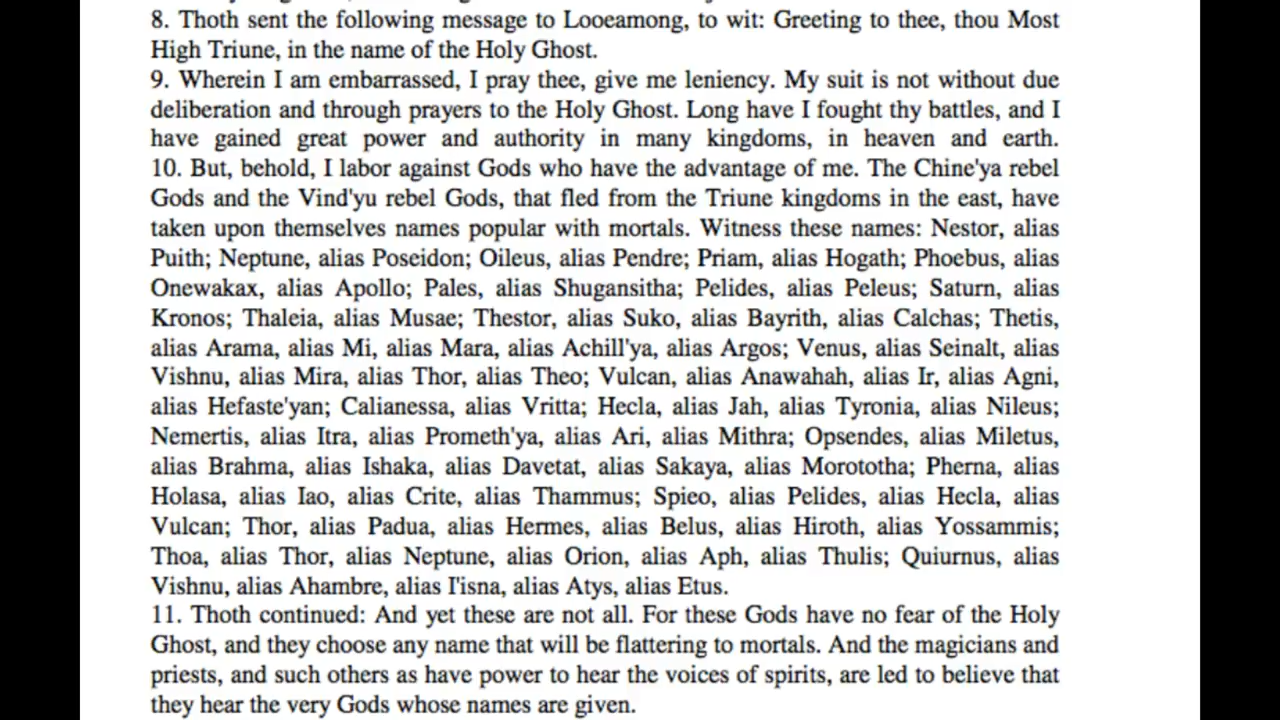 8. Thoth sent the following message to Looeamong, to wit: Greeting to thee, thou Most
High Triune, in the name of the Holy Ghost.
9. Wherein I am embarrassed, I pray thee, give me leniency. My suit is not without due
deliberation and through prayers to the Holy Ghost. Long have I fought thy battles, and I
have gained great power and authority in many kingdoms, in heaven and earth.
10. But, behold, I labor against Gods who have the advantage of me. The Chine'ya rebel
Gods and the Vind'yu rebel Gods, that fled from the Triune kingdoms in the east, have
taken upon themselves names popular with mortals. Witness these names: Nestor, alias
Puith; Neptune, alias Poseidon; Oileus, alias Pendre; Priam, alias Hogath; Phoebus, alias
Onewakax, alias Apollo; Pales, alias Shugansitha; Pelides, alias Peleus; Saturn, alias
Kronos; Thaleia, alias Musae; Thestor, alias Suko, alias Bayrith, alias Calchas; Thetis,
alias Arama, alias Mi, alias Mara, alias Achill'ya, alias Argos; Venus, alias Seinalt, alias
Vishnu, alias Mira, alias Thor, alias Theo; Vulcan, alias Anawahah, alias Ir, alias Agni,
alias Hefaste'yan; Calianessa, alias Vritta; Hecla, alias Jah, alias Tyronia, alias Nileus;
Nemertis, alias Itra, alias Prometh'ya, alias Ari, alias Mithra; Opsendes, alias Miletus,
alias Brahma, alias Ishaka, alias Davetat, alias Sakaya, alias Morototha; Pherna, alias
Holasa, alias Iao, alias Crite, alias Thammus; Spieo, alias Pelides, alias Hecla, alias
Vulcan; Thor, alias Padua, alias Hermes, alias Belus, alias Hiroth, alias Yossammis;
Thoa, alias Thor, alias Neptune, alias Orion, alias Aph, alias Thulis; Quiurnus, alias
Vishnu, alias Ahambre, alias I'isna, alias Atys, alias Etus.
11. Thoth continued: And yet these are not all. For these Gods have no fear of the Holy
Ghost, and they choose any name that will be flattering to mortals. And the magicians and
priests, and such others as have power to hear the voices of spirits, are led to believe that
they hear the very Gods whose names are given.